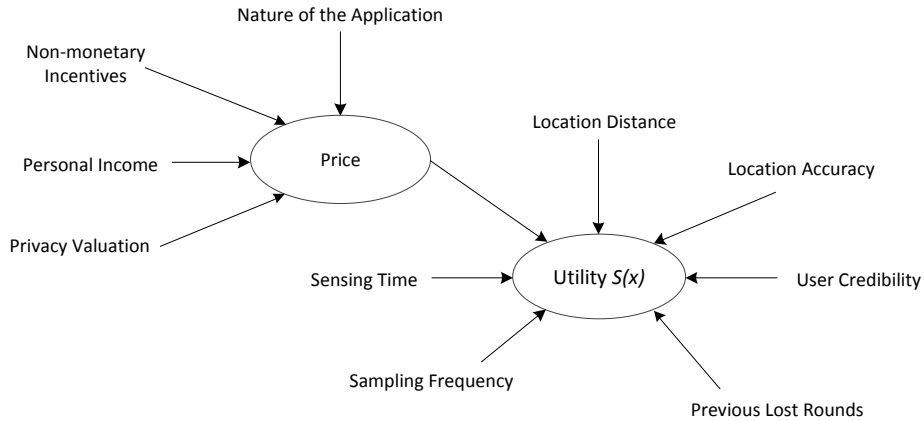 Nature of the Application
Non-monetary
Incentives
Location Distance
Personal Income
Price
Location Accuracy
Privacy Valuation
Sensing Time
Utility S(x)
User Credibility
Sampling Frequency
Previous Lost Rounds